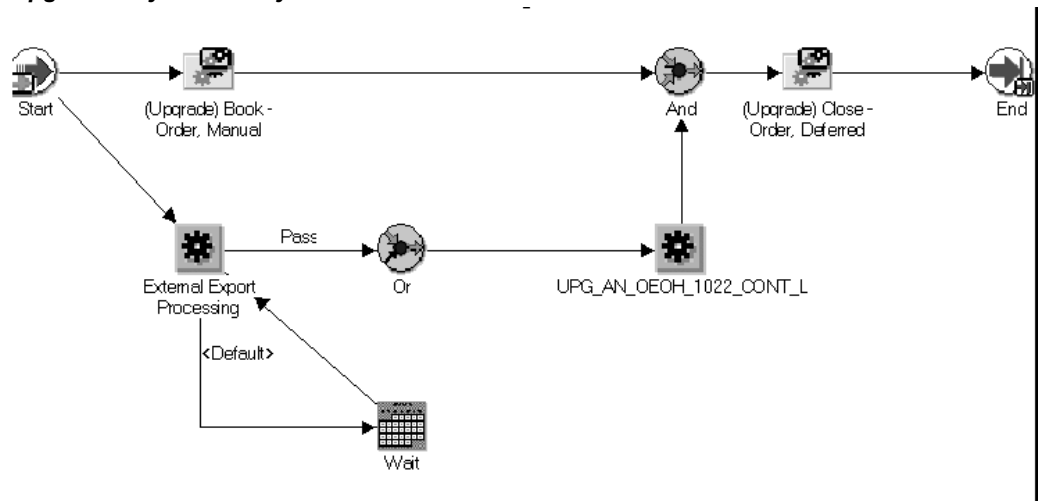 Start
(Upgrade) Book -
Order, Manual
And
(Upgrade) Close -
Order, Deferred
End
Pass
External Export
Processing
Or
UPG_AN_OEOH_1022_CONT_L
<Default>
Wait